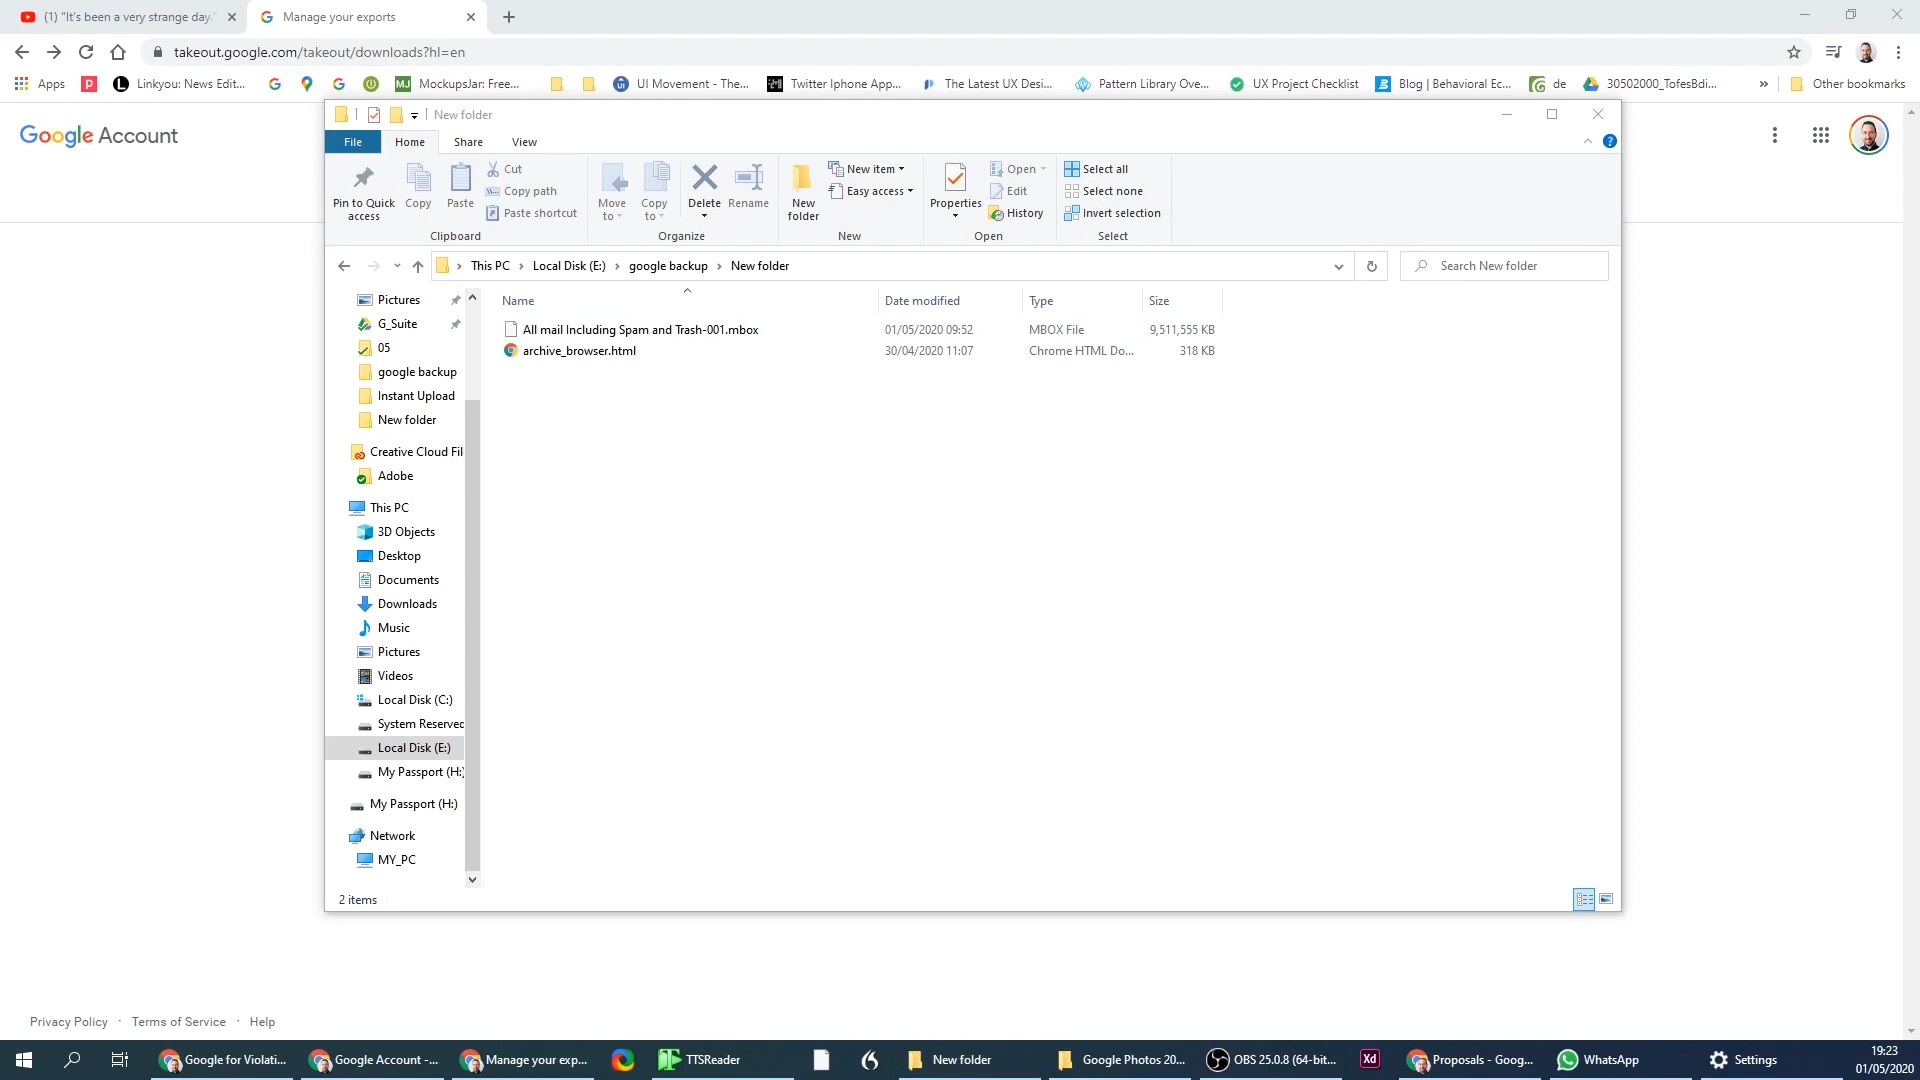 (1) "It's been a very strange day."
Manage your exports
takeout.google.com/takeout/downloads?hl=en
Apps
Linkyou: News Edit...
MJ
MockupsJar: Free...
UI Movement - The...
Twitter Iphone App...
The Latest UX Desi...
Pattern Library Ove...
UX Project Checklist
Blog | Behavioral Ec...
de
30502000_TofesBdi...
»
Other bookmarks
Google Account
New folder
File
Home
Share
View
Pin to Quick
access
Copy
Paste
Cut
Copy path
Paste shortcut
Clipboard
Move
to
Copy
to
Delete
Rename
Organize
New
folder
New item
Easy access
New
Properties
Open
Edit
History
Open
Select all
Select none
Invert selection
Select
This PC > Local Disk (E:) > google backup > New folder
Search New folder
Name
Date modified
Type
Size
All mail Including Spam and Trash-001.mbox
01/05/2020 09:52
MBOX File
9,511,555 KB
archive_browser.html
30/04/2020 11:07
Chrome HTML Do...
318 KB
Pictures
G_Suite
05
google backup
Instant Upload
New folder
Creative Cloud Fil
Adobe
This PC
3D Objects
Desktop
Documents
Downloads
Music
Pictures
Videos
Local Disk (C:)
System Reserved
Local Disk (E:)
My Passport (H:)
My Passport (H:)
Network
MY_PC
2 items
Privacy Policy · Terms of Service · Help
Google for Violati...
Google Account -...
Manage your exp...
TTSReader
New folder
Google Photos 20...
OBS 25.0.8 (64-bit...
Xd
Proposals - Goog...
WhatsApp
Settings
19:23
01/05/2020